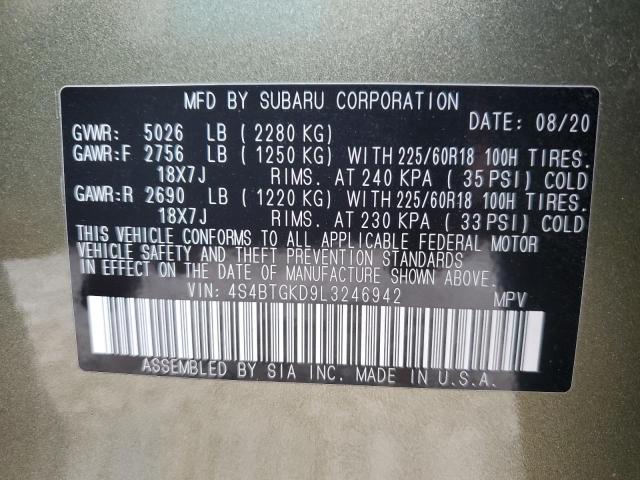 MFD BY SUBARU CORPORATION
DATE: 08/20
GVWR: 5026 LB (2280 KG)
GAWR:F 2756 LB (1250 KG) WITH 225/60R18 100H TIRES.
18X7J RIMS. AT 240 KPA (35 PSI) COLD
GAWR:R 2690 LB (1220 KG) WITH 225/60R18 100H TIRES.
18X7J RIMS. AT 230 KPA (33 PSI) COLD
THIS VEHICLE CONFORMS TO ALL APPLICABLE FEDERAL MOTOR
VEHICLE SAFETY AND THEFT PREVENTION STANDARDS
IN EFFECT ON THE DATE OF MANUFACTURE SHOWN ABOVE.
VIN: 4S4BTGKD9L3246942 MPV
ASSEMBLED BY SIA INC. MADE IN U.S.A.